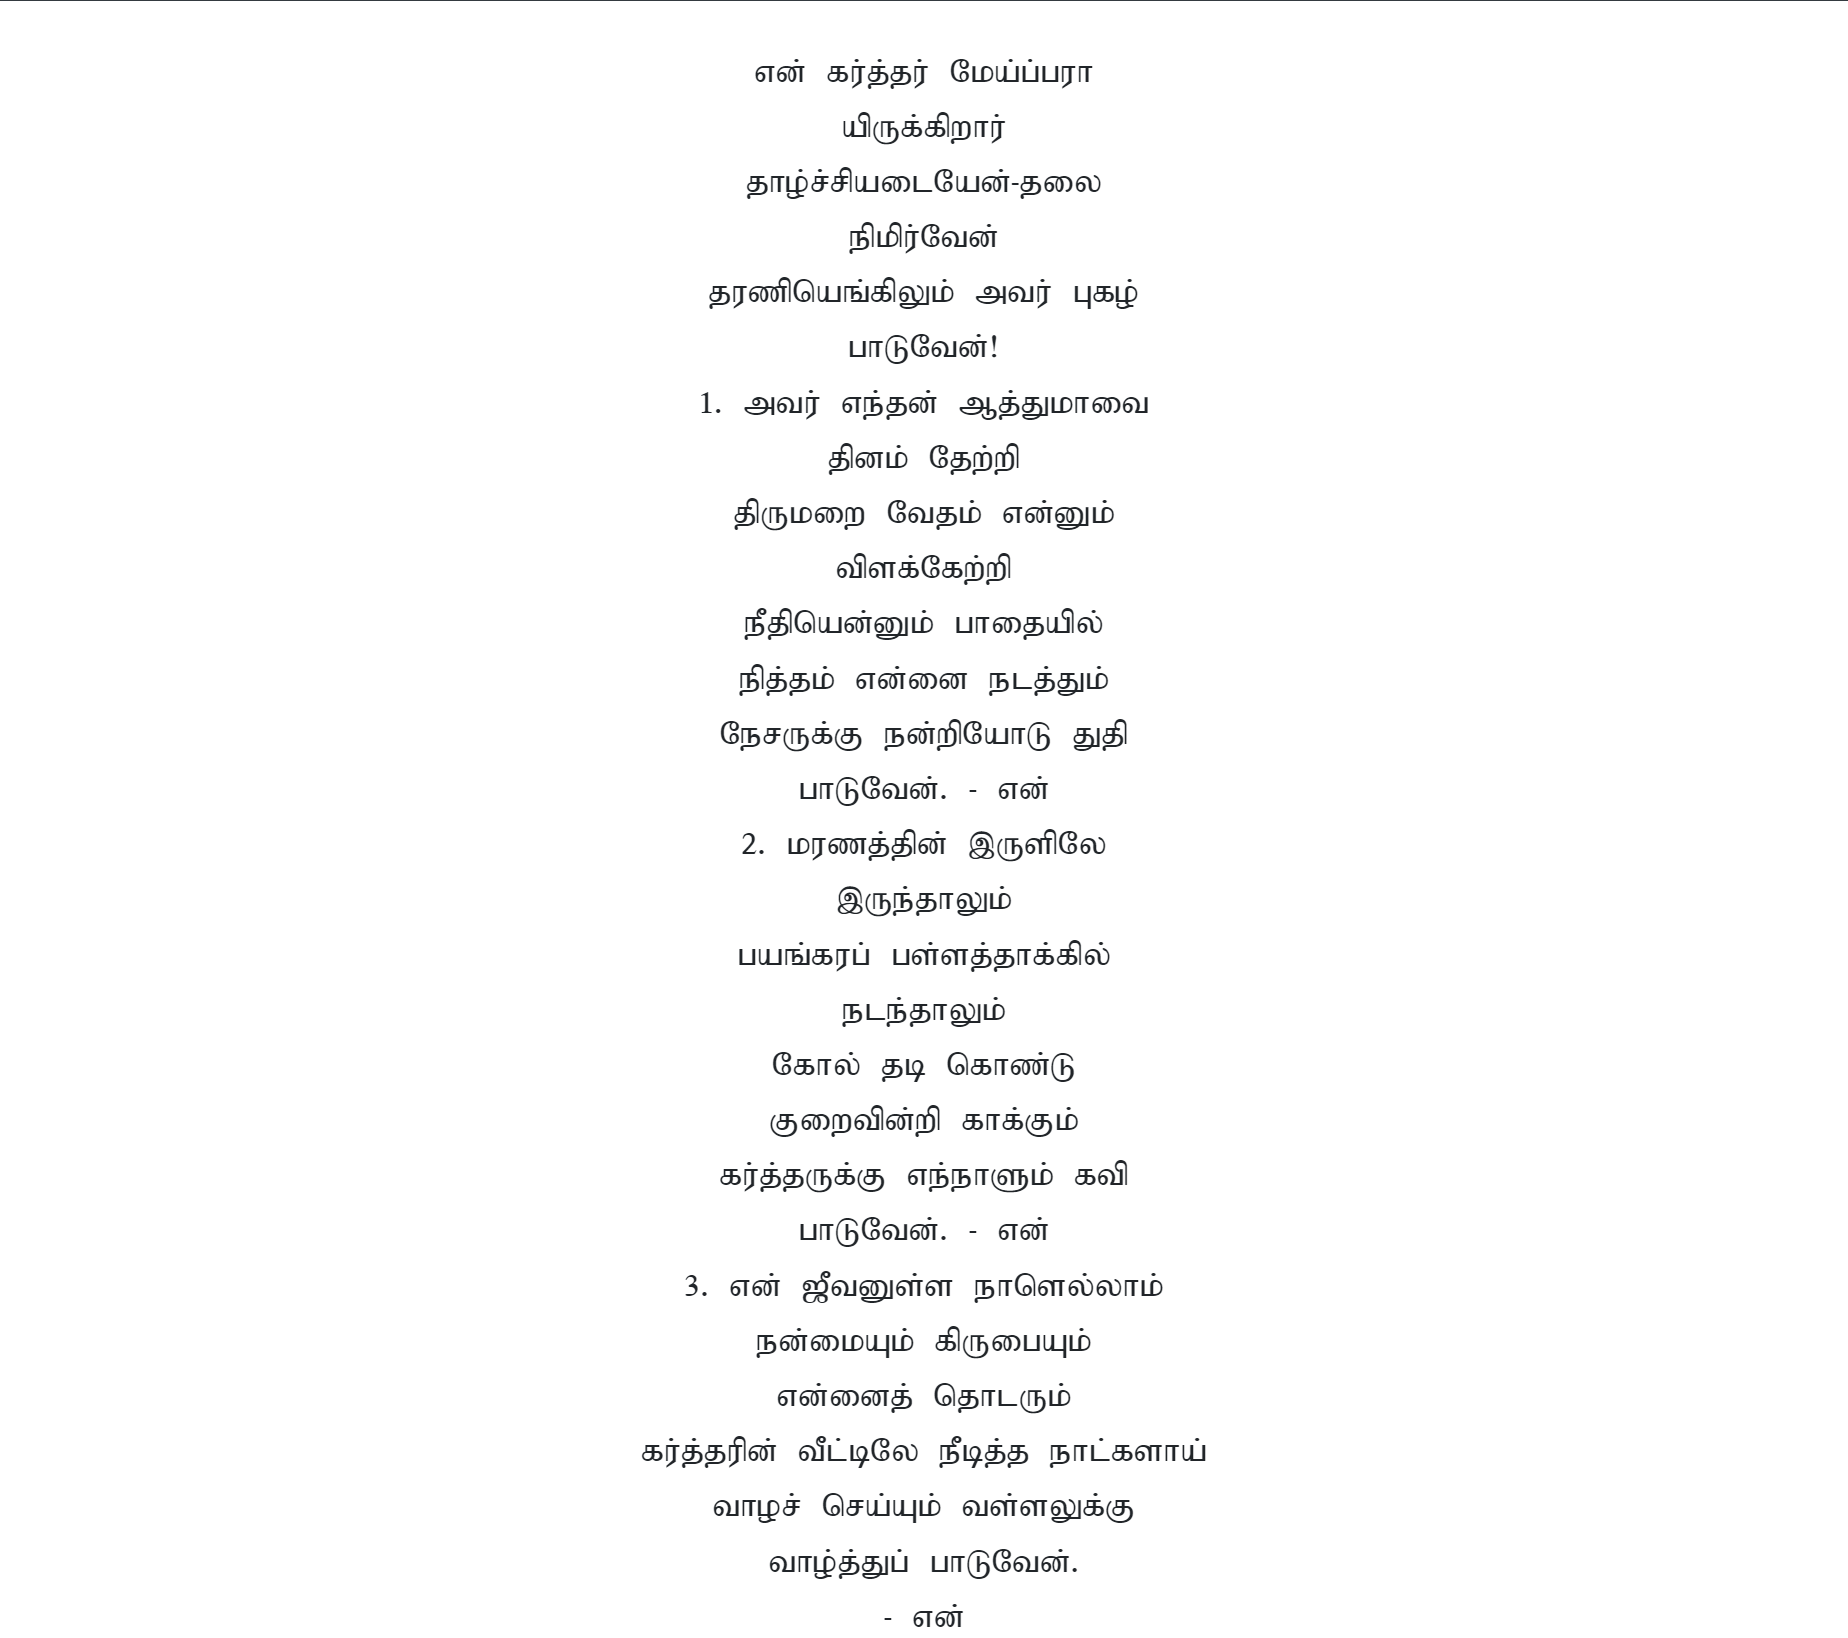 என் கர்த்தர் மேய்ப்பரா
யிருக்கிறார்
தாழ்ச்சியடையேன்-தலை
நிமிர்வேன்
தரணியெங்கிலும் அவர் புகழ்
பாடுவேன்!
1. அவர் எந்தன் ஆத்துமாவை
தினம் தேற்றி
திருமறை வேதம் என்னும்
விளக்கேற்றி
நீதியென்னும் பாதையில்
நித்தம் என்னை நடத்தும்
நேசருக்கு நன்றியோடு துதி
பாடுவேன். - என்
2. மரணத்தின் இருளிலே
இருந்தாலும்
பயங்கரப் பள்ளத்தாக்கில்
நடந்தாலும்
கோல் தடி கொண்டு
குறைவின்றி காக்கும்
கர்த்தருக்கு எந்நாளும் கவி
பாடுவேன். - என்
3. என் ஜீவனுள்ள நாளெல்லாம்
நன்மையும் கிருபையும்
என்னைத் தொடரும்
கர்த்தரின் வீட்டிலே நீடித்த நாட்களாய்
வாழச் செய்யும் வள்ளலுக்கு
வாழ்த்துப் பாடுவேன்.
- என்